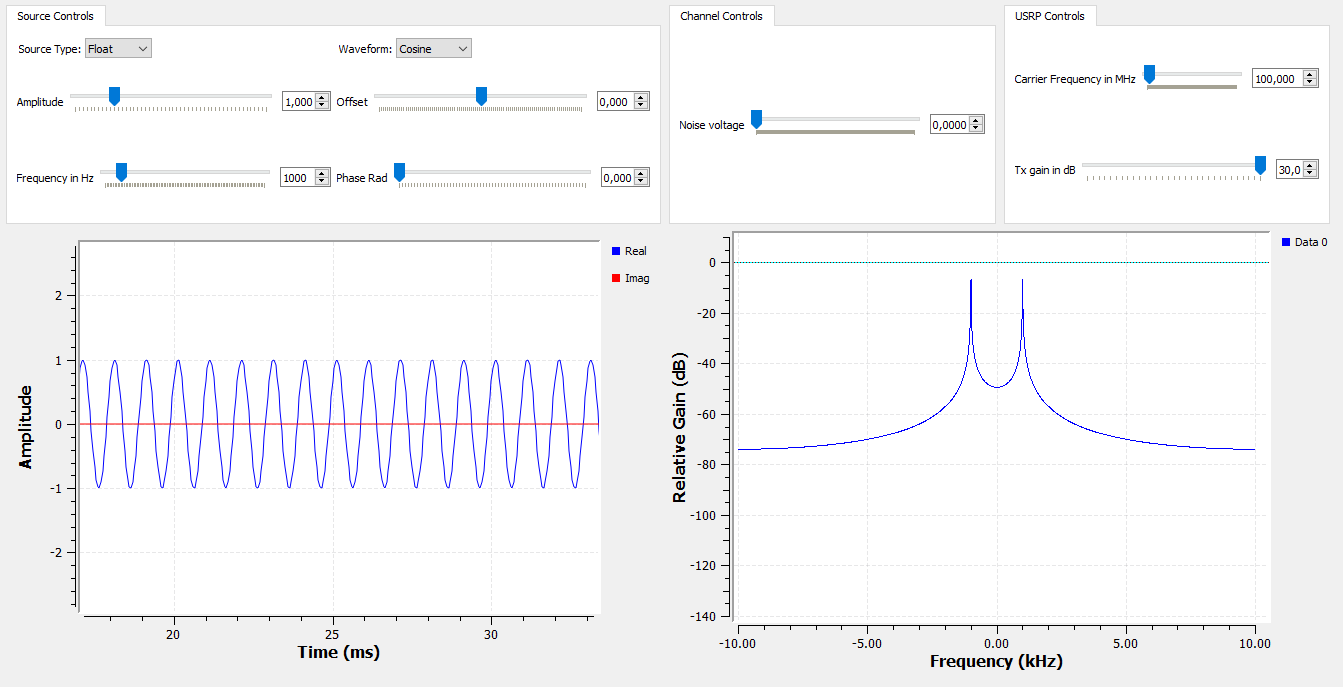 Source Controls
Source Type: Float
Waveform: Cosine
Amplitude 1,000
Offset 0,000
Frequency in Hz 1000
Phase Rad 0,000
Channel Controls
Noise voltage 0,0000
USRP Controls
Carrier Frequency in MHz 100,000
Tx gain in dB 30,0
Amplitude
2
1
0
-1
-2
20 25 30
Time (ms)
Real
Imag
Relative Gain (dB)
0
-20
-40
-60
-80
-100
-120
-140
-10.00 -5.00 0.00 5.00 10.00
Frequency (kHz)
Data 0